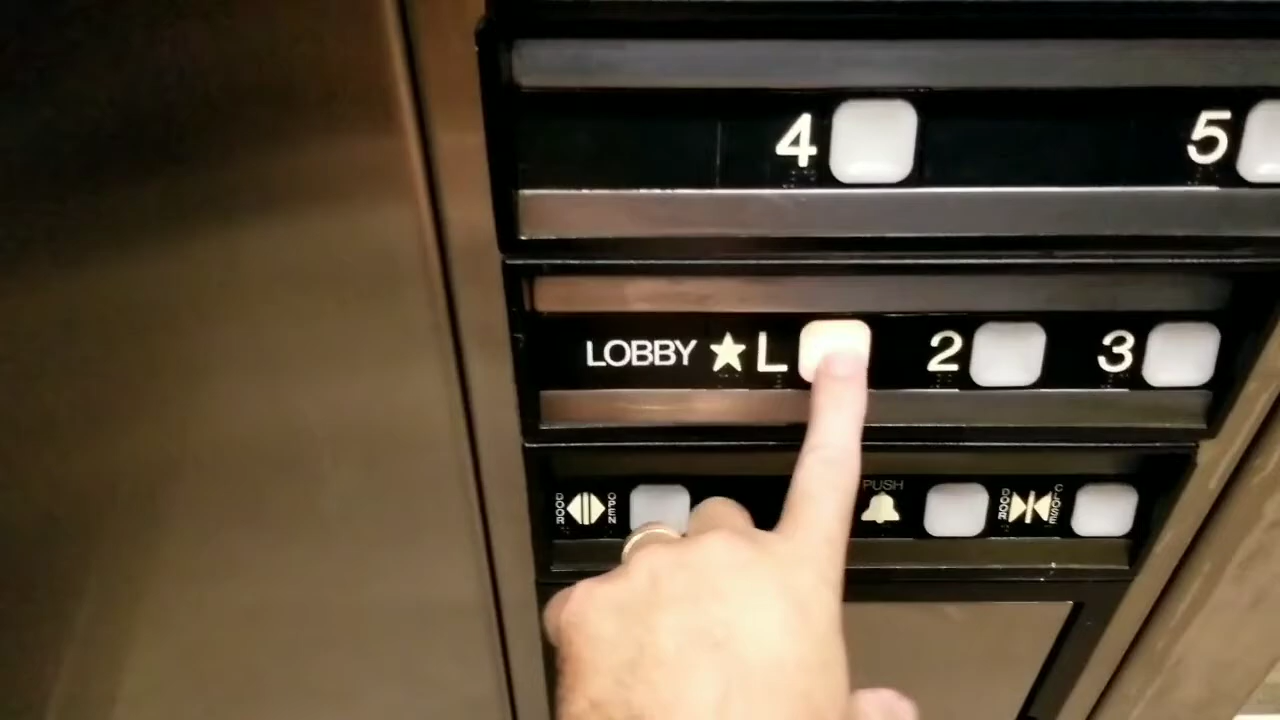 4 5
LOBBY ★ L 2 3
DOOR OPEN PUSH DOOR CLOSE